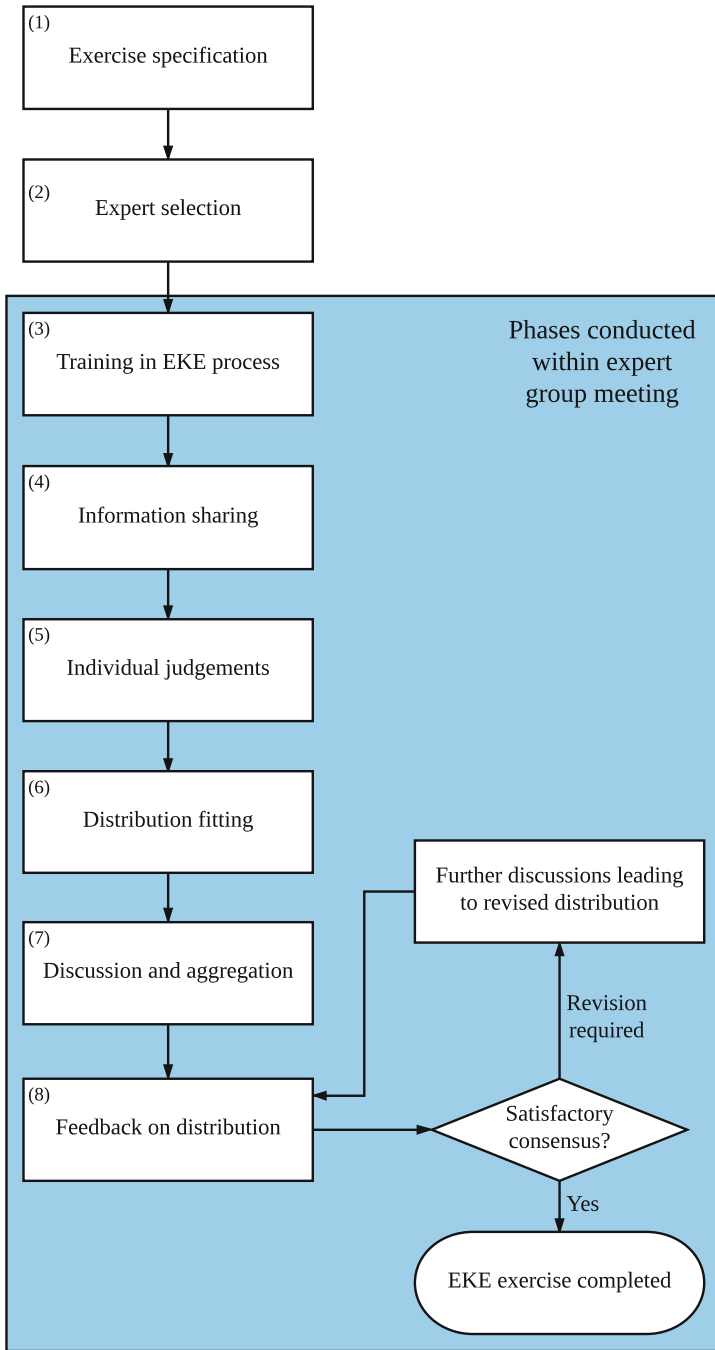 (1)
Exercise specification
(2)
Expert selection
Phases conducted
within expert
group meeting
(3)
Training in EKE process
(4)
Information sharing
(5)
Individual judgements
(6)
Distribution fitting
(7)
Discussion and aggregation
(8)
Feedback on distribution
Further discussions leading
to revised distribution
Revision
required
Satisfactory
consensus?
Yes
EKE exercise completed